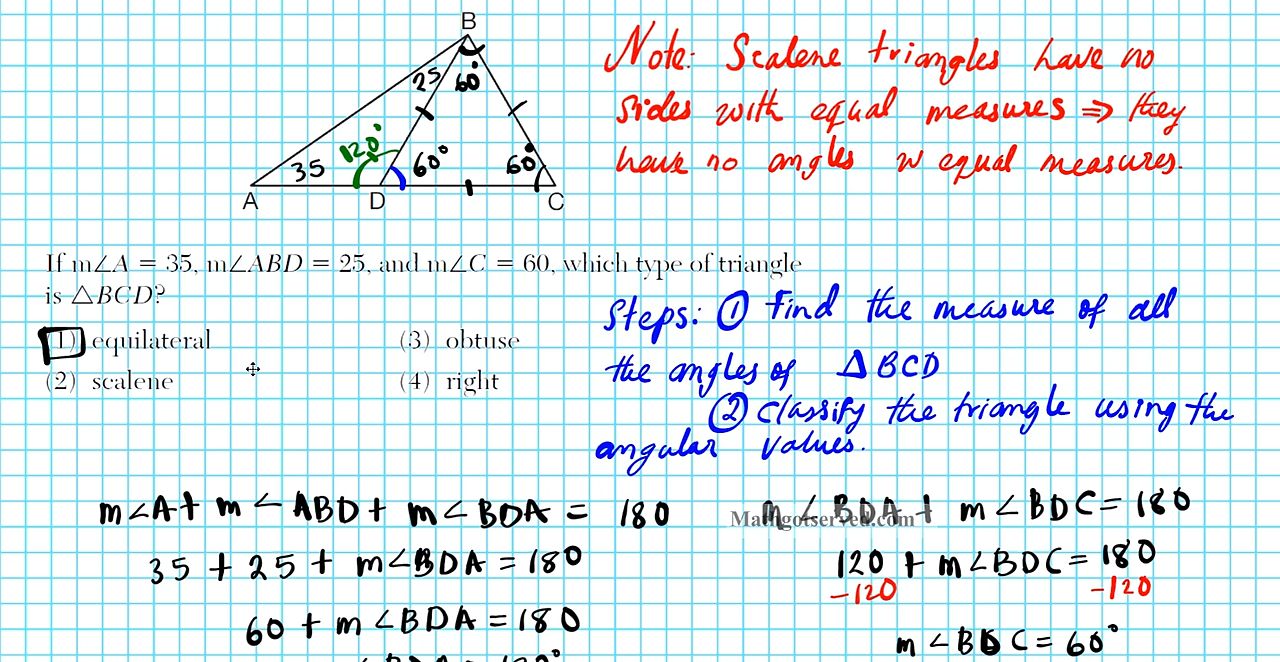 B
25 60°
120°
35 60° 60°
A D C
Note: Scalene triangles have no
sides with equal measures ⇒ they
have no angles w equal measures.
If m∠A = 35, m∠ABD = 25, and m∠C = 60, which type of triangle
is △BCD?
(1) equilateral (3) obtuse
(2) scalene (4) right
Steps: ① Find the measure of all
the angles of △BCD
② Classify the triangle using the
angular values.
m∠A + m∠ABD + m∠BDA = 180
35 + 25 + m∠BDA = 180
60 + m∠BDA = 180
m∠BDA + m∠BDC = 180
Mathgotserved.com
120 + m∠BDC = 180
-120 -120
m∠BDC = 60°